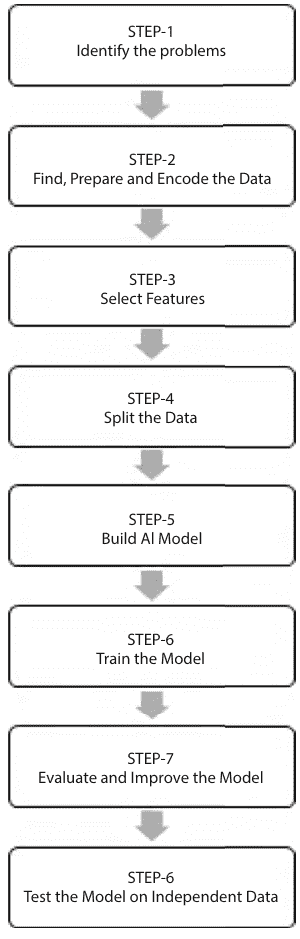 STEP-1
Identify the problems
STEP-2
Find, Prepare and Encode the Data
STEP-3
Select Features
STEP-4
Split the Data
STEP-5
Build AI Model
STEP-6
Train the Model
STEP-7
Evaluate and Improve the Model
STEP-6
Test the Model on Independent Data